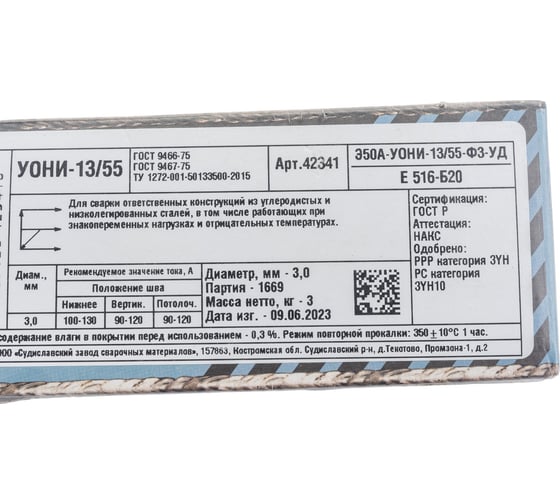 УОНИ-13/55
ГОСТ 9466-75
ГОСТ 9467-75
ТУ 1272-001-50133500-2015
Арт.42341
Э50А-УОНИ-13/55-Ф3-УД
Е 516-Б20
Для сварки ответственных конструкций из углеродистых и
низколегированных сталей, в том числе работающих при
знакопеременных нагрузках и отрицательных температурах.
Сертификация:
ГОСТ Р
Аттестация:
НАКС
Одобрено:
РРР категория 3YH
РС категория
3YH10
Диам., мм
Рекомендуемое значение тока, А
Положение шва
Нижнее Вертик. Потолоч.
3,0 100-130 90-120 90-120
Диаметр, мм - 3,0
Партия - 1669
Масса нетто, кг - 3
Дата изг. - 09.06.2023
содержание влаги в покрытии перед использованием - 0,3 %. Режим повторной прокалки: 350±10°С 1 час.
ООО «Судиславский завод сварочных материалов», 157863, Костромская обл. Судиславский р-н, д.Текотово, Промзона-1, д.2